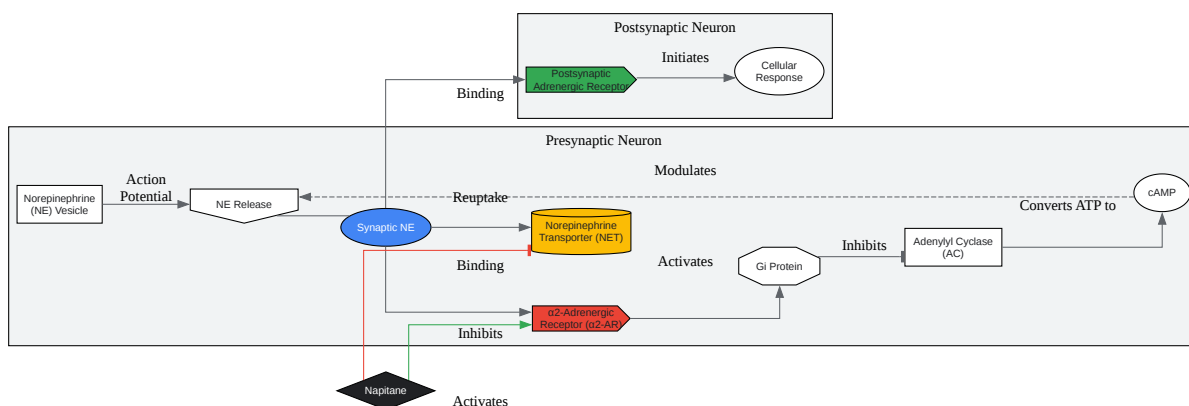 Postsynaptic Neuron
Initiates
Postsynaptic
Adrenergic Receptor
Cellular
Response
Binding
Presynaptic Neuron
Modulates
Action
Potential
Norepinephrine
(NE) Vesicle
NE Release
Reuptake
cAMP
Converts ATP to
Synaptic NE
Norepinephrine
Transporter (NET)
Adenylyl Cyclase
(AC)
Inhibits
Binding
Activates
Gi Protein
α2-Adrenergic
Receptor (α2-AR)
Inhibits
Napitane
Activates